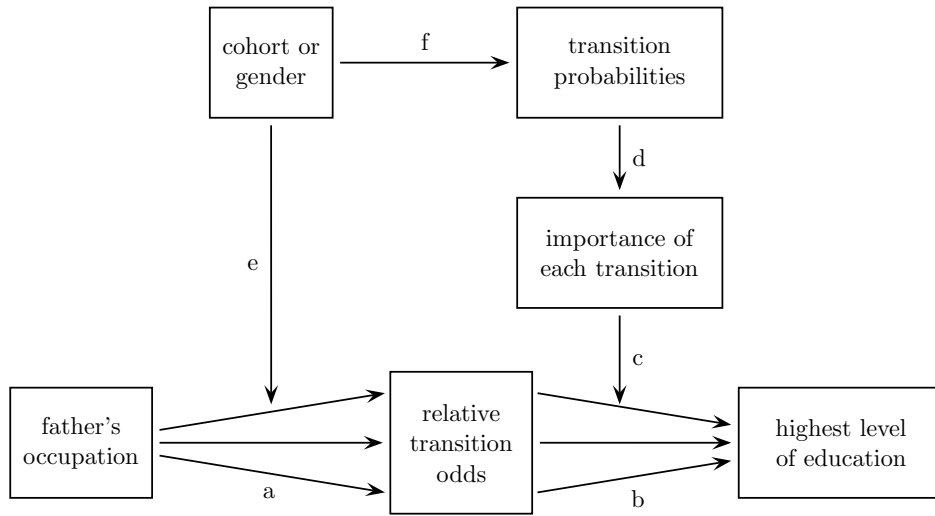 cohort or
gender
f
transition
probabilities
d
importance of
each transition
e
c
father's
occupation
a
relative
transition
odds
b
highest level
of education